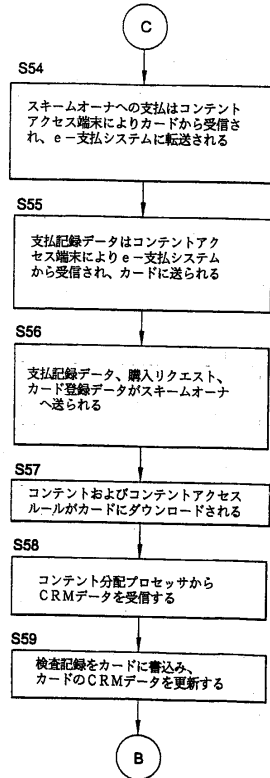 C
S54
スキームオーナへの支払はコンテント
アクセス端末によりカードから受信さ
れ、e－支払システムに転送される
S55
支払記録データはコンテントアク
セス端末によりe－支払システム
から受信され、カードに送られる
S56
支払記録データ、購入リクエスト、
カード登録データがスキームオーナ
へ送られる
S57
コンテントおよびコンテントアクセス
ルールがカードにダウンロードされる
S58
コンテント分配プロセッサから
CRMデータを受信する
S59
検査記録をカードに書込み、
カードのCRMデータを更新する
B